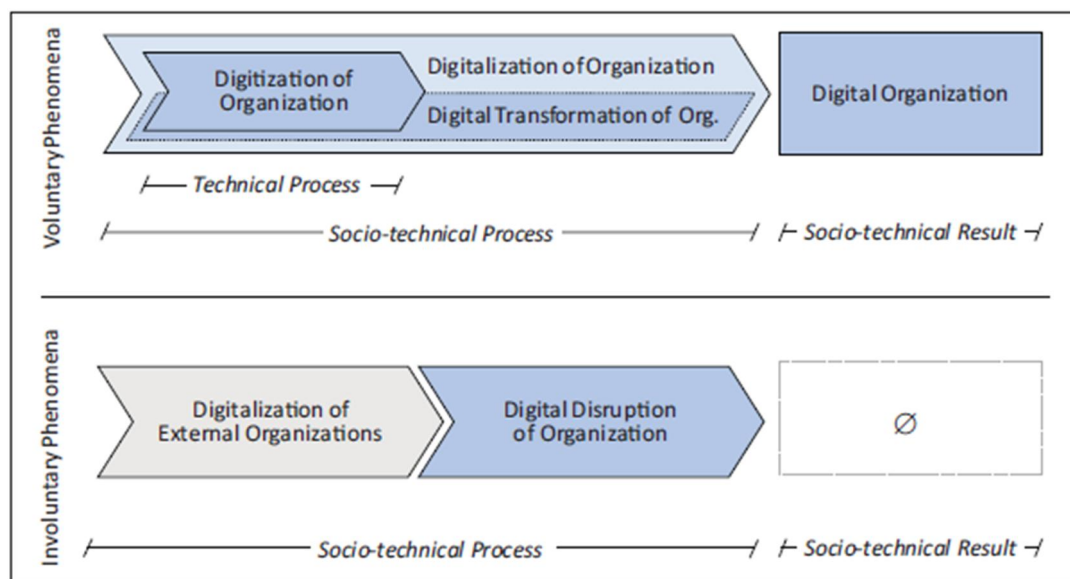 Voluntary Phenomena
Digitization of
Organization
Digitalization of Organization
Digital Transformation of Org.
Digital Organization
Technical Process
Socio-technical Process
Socio-technical Result
Involuntary Phenomena
Digitalization of
External Organizations
Digital Disruption
of Organization
∅
Socio-technical Process
Socio-technical Result